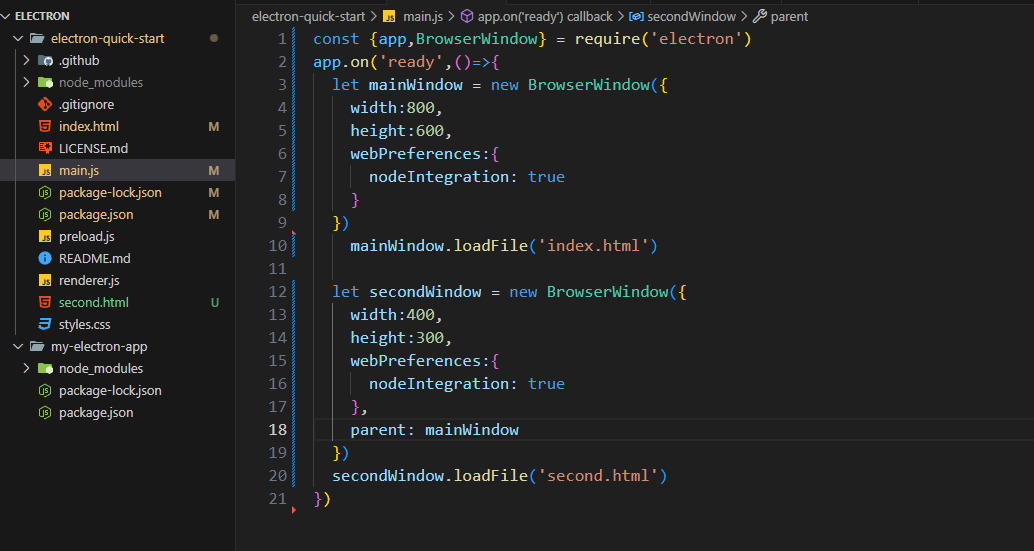 ELECTRON
electron-quick-start
.github
node_modules
.gitignore
index.html M
LICENSE.md
main.js M
package-lock.json M
package.json M
preload.js
README.md
renderer.js
second.html U
styles.css
my-electron-app
node_modules
package-lock.json
package.json
electron-quick-start > JS main.js > app.on('ready') callback > secondWindow > parent
1 const {app,BrowserWindow} = require('electron')
2 app.on('ready',()=>{
3   let mainWindow = new BrowserWindow({
4     width:800,
5     height:600,
6     webPreferences:{
7       nodeIntegration: true
8     }
9   })
10     mainWindow.loadFile('index.html')
11
12   let secondWindow = new BrowserWindow({
13     width:400,
14     height:300,
15     webPreferences:{
16       nodeIntegration: true
17     },
18     parent: mainWindow
19   })
20   secondWindow.loadFile('second.html')
21 })